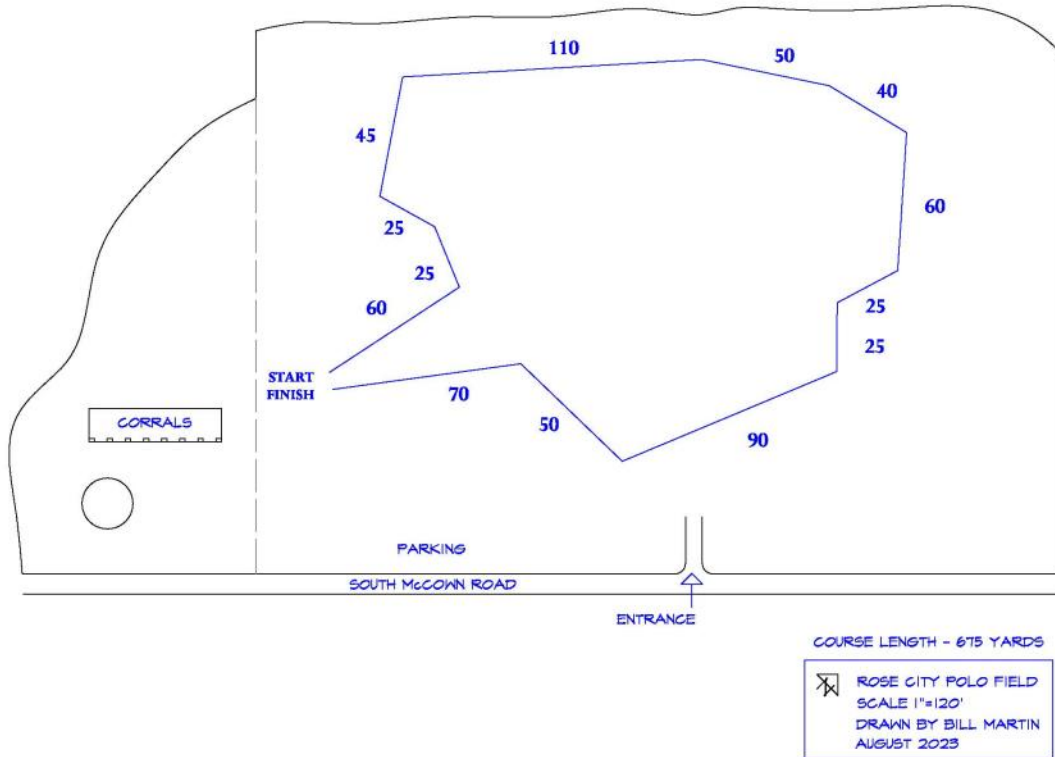 110
50
40
45
60
25
25
60
25
25
START
FINISH
70
50
90
CORRALS
PARKING
SOUTH McCOWN ROAD
ENTRANCE
COURSE LENGTH - 675 YARDS
ROSE CITY POLO FIELD
SCALE 1"=120'
DRAWN BY BILL MARTIN
AUGUST 2023